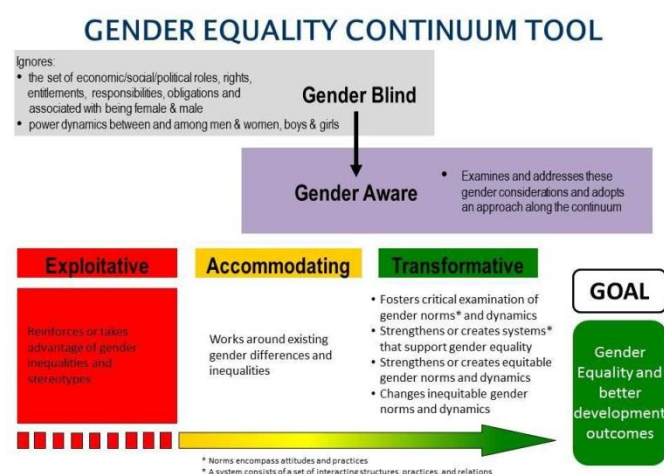 GENDER EQUALITY CONTINUUM TOOL
Ignores:
• the set of economic/social/political roles, rights,
entitlements, responsibilities, obligations and
associated with being female & male
• power dynamics between and among men & women, boys & girls
Gender Blind
Gender Aware
• Examines and addresses these
gender considerations and adopts
an approach along the continuum
Exploitative
Reinforces or takes
advantage of gender
inequalities and
stereotypes
Accommodating
Works around existing
gender differences and
inequalities
Transformative
• Fosters critical examination of
gender norms* and dynamics
• Strengthens or creates systems*
that support gender equality
• Strengthens or creates equitable
gender norms and dynamics
• Changes inequitable gender
norms and dynamics
GOAL
Gender
Equality and
better
development
outcomes
* Norms encompass attitudes and practices
* A system consists of a set of interacting structures, practices, and relations